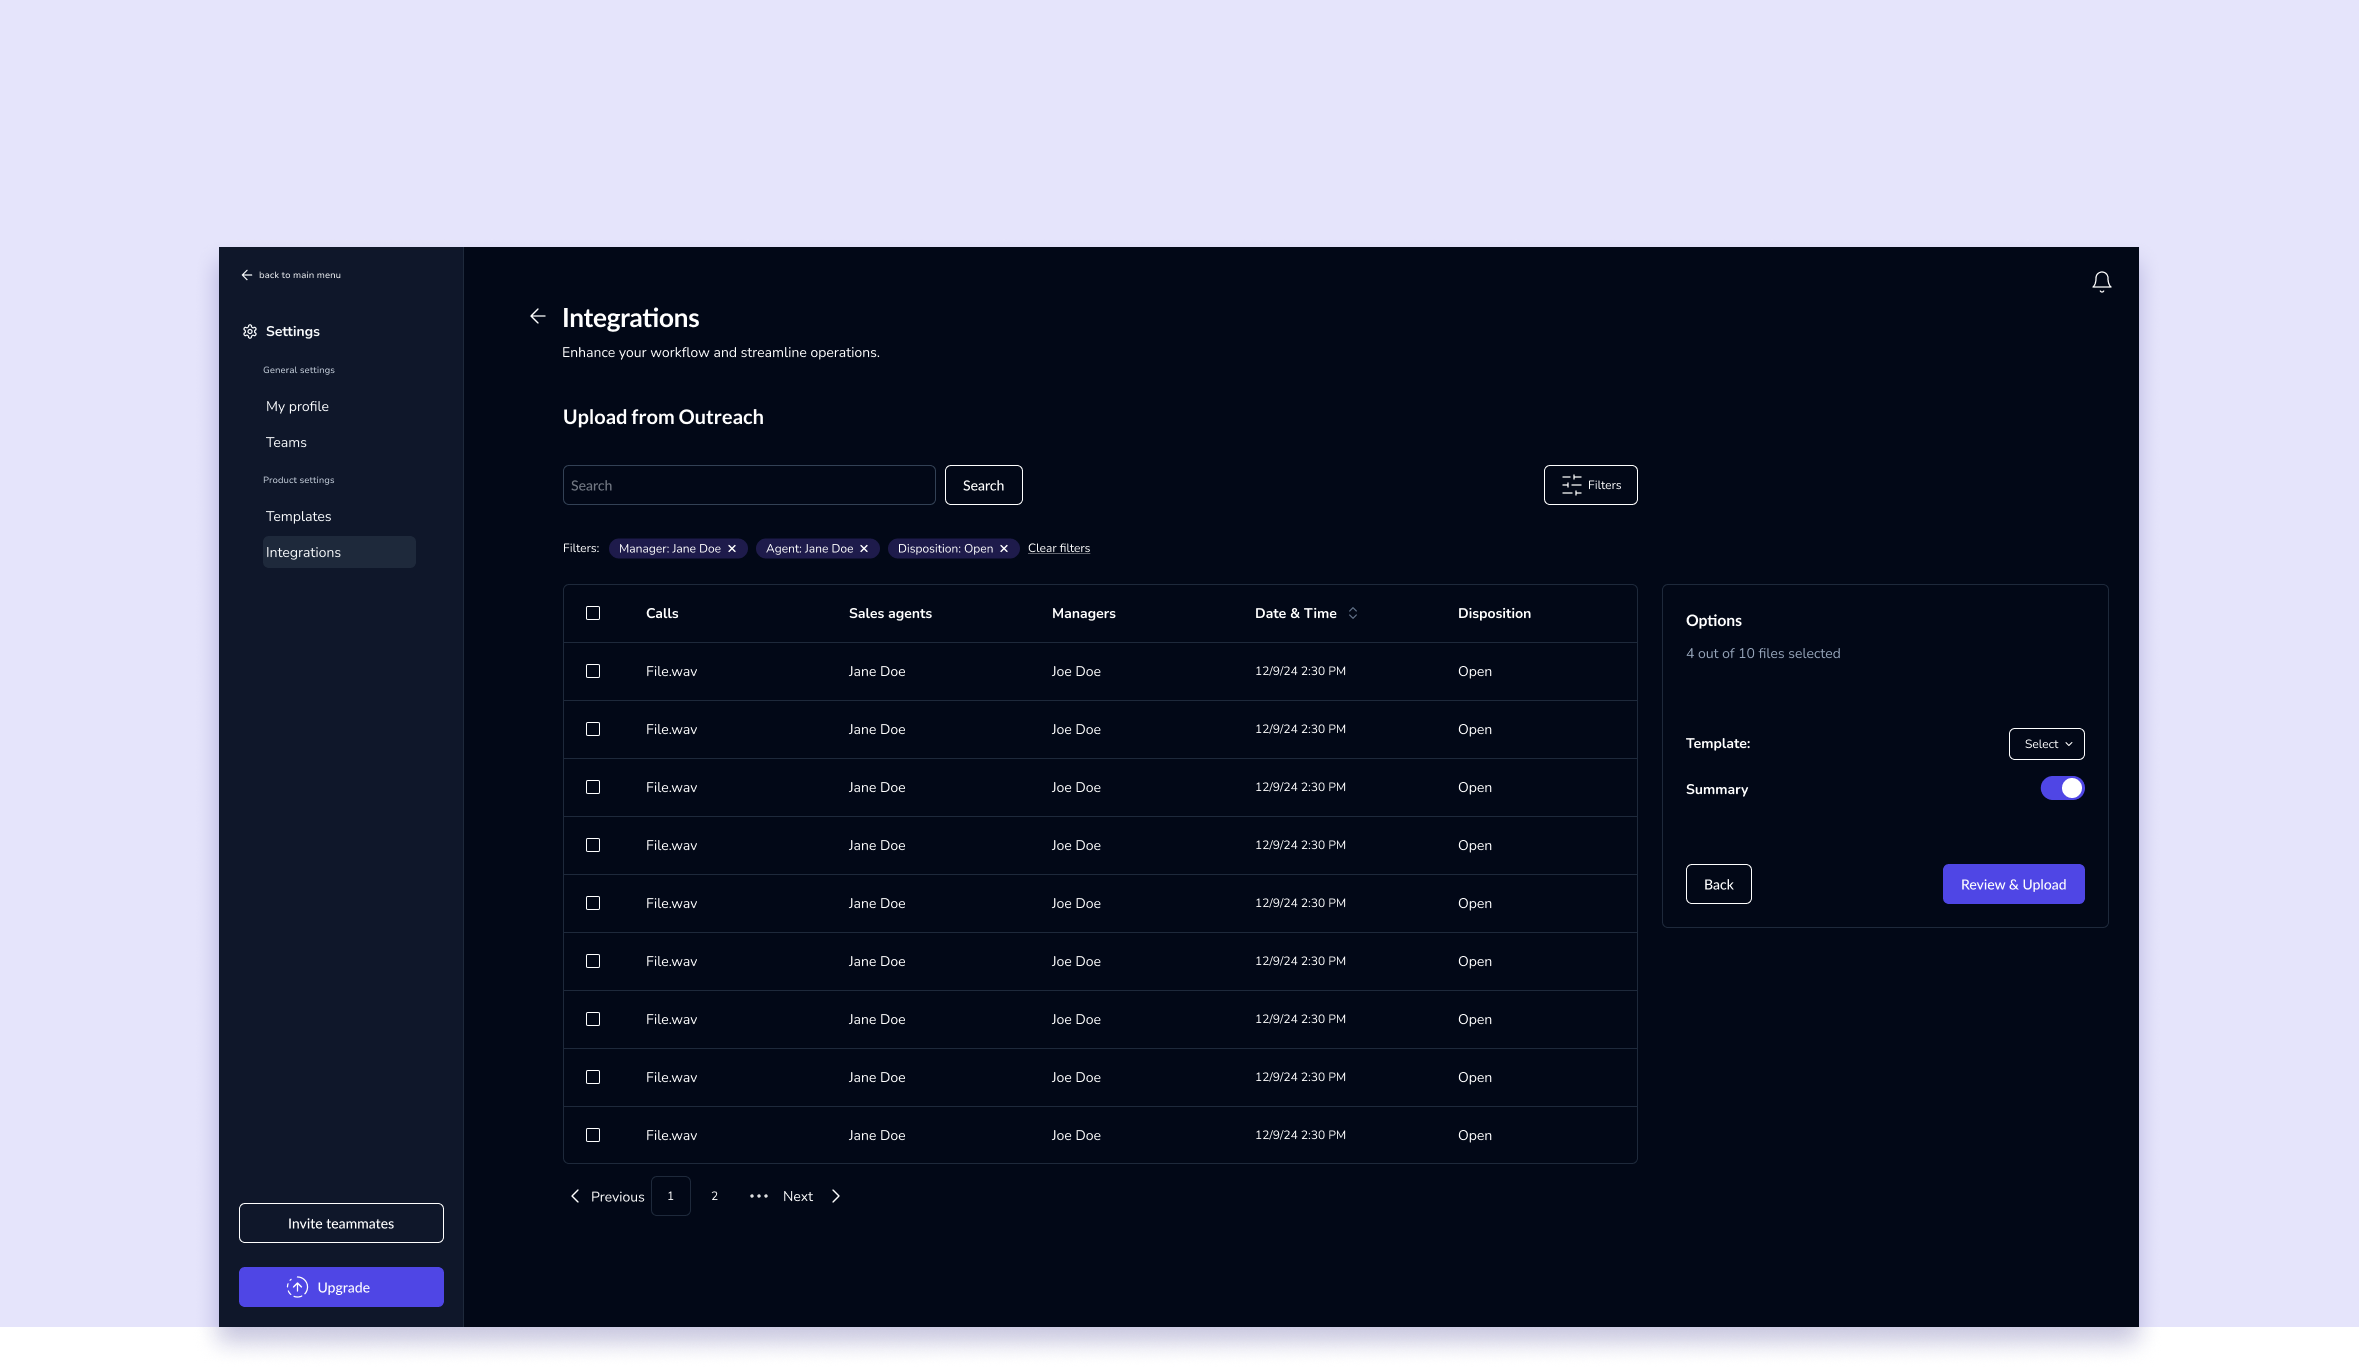 back to main menu
Settings
General settings
My profile
Teams
Product settings
Templates
Integrations
Invite teammates
Upgrade
Integrations
Enhance your workflow and streamline operations.
Upload from Outreach
Search Search Filters
Filters: Manager: Jane Doe Agent: Jane Doe Disposition: Open Clear filters
Calls Sales agents Managers Date & Time Disposition
File.wav Jane Doe Joe Doe 12/9/24 2:30 PM Open
File.wav Jane Doe Joe Doe 12/9/24 2:30 PM Open
File.wav Jane Doe Joe Doe 12/9/24 2:30 PM Open
File.wav Jane Doe Joe Doe 12/9/24 2:30 PM Open
File.wav Jane Doe Joe Doe 12/9/24 2:30 PM Open
File.wav Jane Doe Joe Doe 12/9/24 2:30 PM Open
File.wav Jane Doe Joe Doe 12/9/24 2:30 PM Open
File.wav Jane Doe Joe Doe 12/9/24 2:30 PM Open
File.wav Jane Doe Joe Doe 12/9/24 2:30 PM Open
Previous 1 2 ••• Next
Options
4 out of 10 files selected
Template: Select
Summary
Back Review & Upload